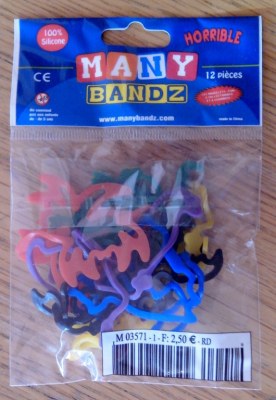 100%
Silicone
HORRIBLE
MANY
BANDZ
12 pièces
CE
www.manybandz.com
made in China
M 03571 - 1 - F: 2,50 € - RD